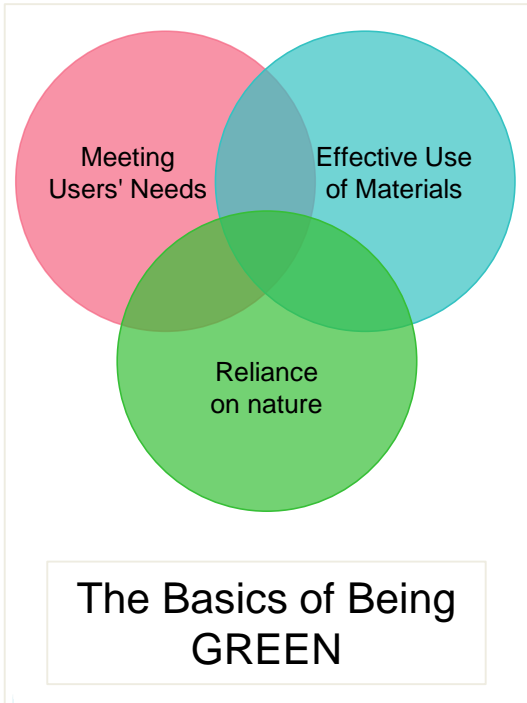 Meeting
Users' Needs
Effective Use
of Materials
Reliance
on nature
The Basics of Being
GREEN